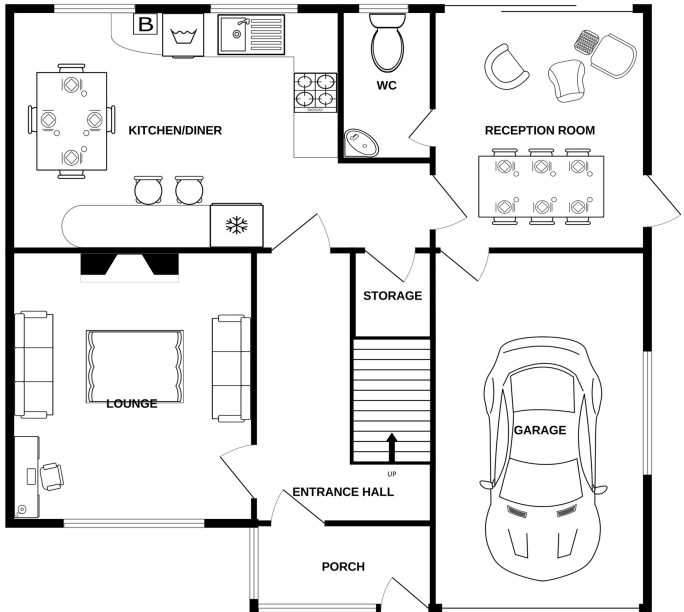 B
WC
KITCHEN/DINER
RECEPTION ROOM
STORAGE
LOUNGE
GARAGE
UP
ENTRANCE HALL
PORCH